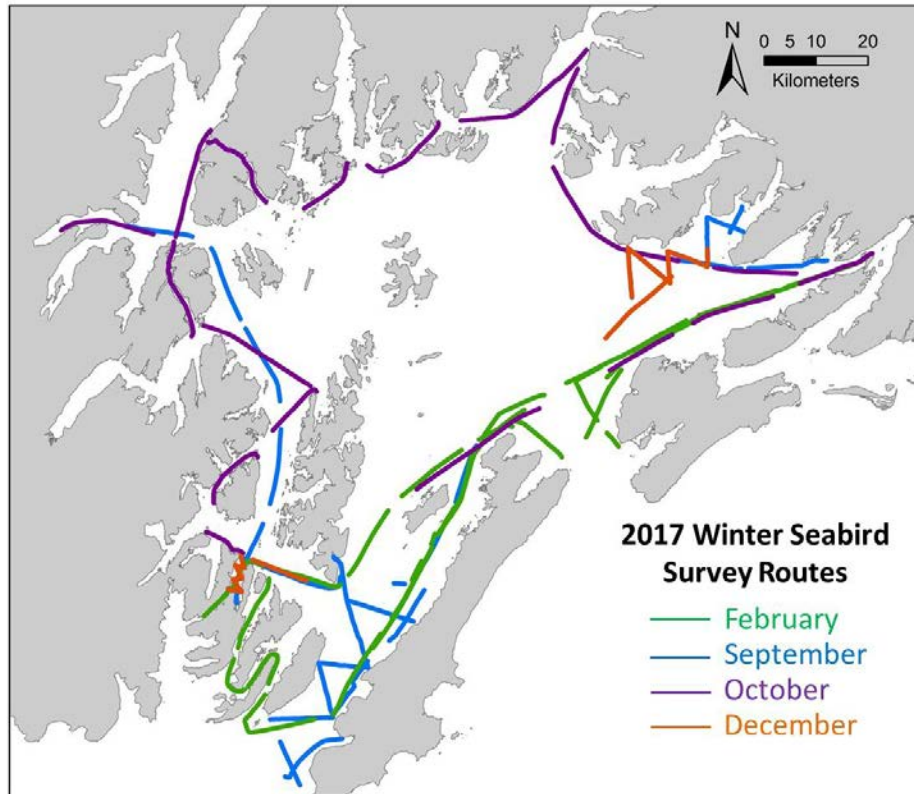 N
0 5 10 20
Kilometers
2017 Winter Seabird
Survey Routes
February
September
October
December